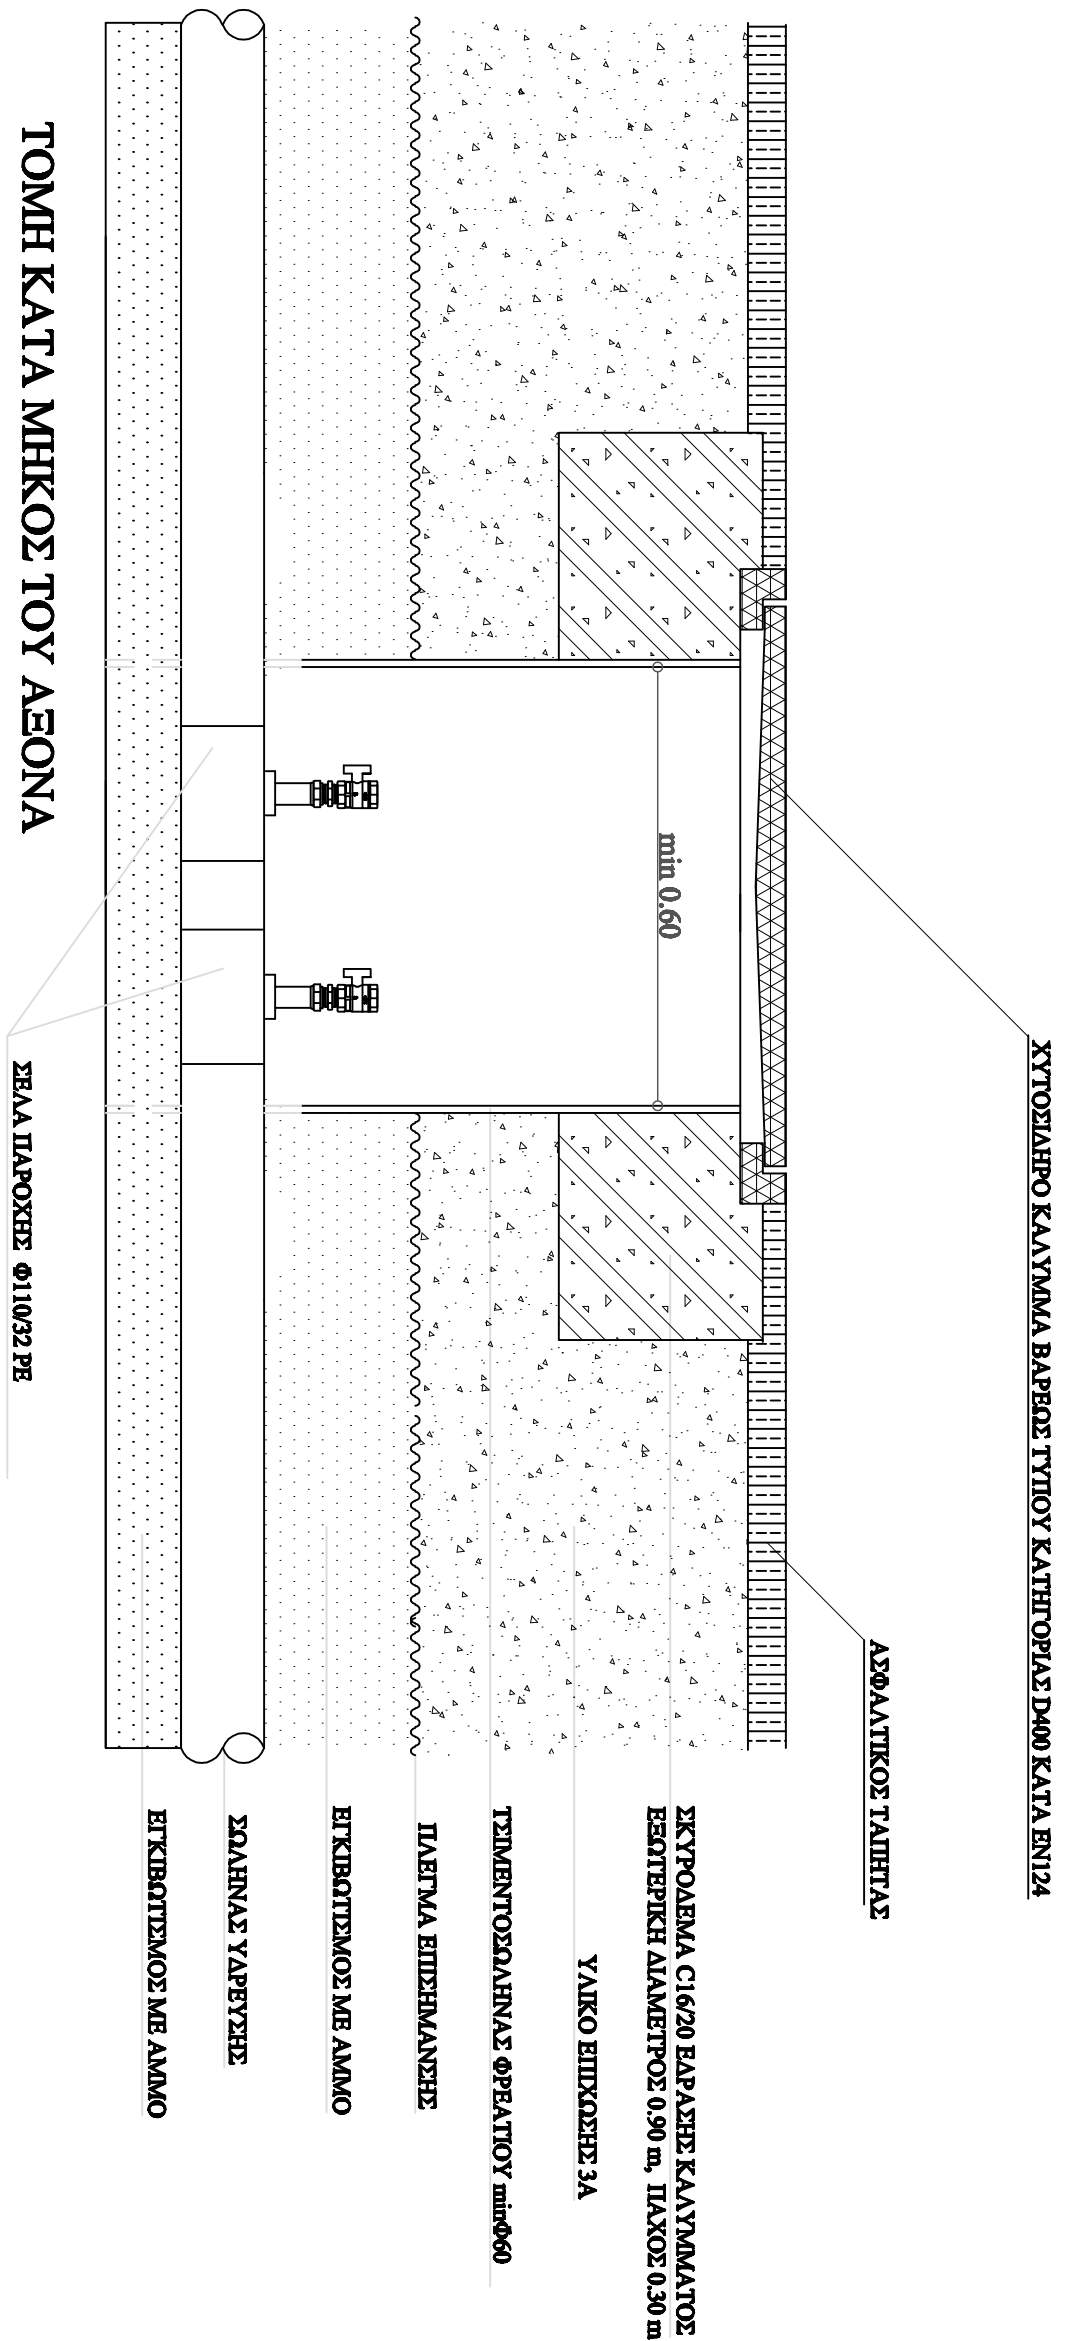 ΧΥΤΟΣΙΔΗΡΟ ΚΑΛΥΜΜΑ ΒΑΡΕΩΣ ΤΥΠΟΥ ΚΑΤΗΓΟΡΙΑΣ D400 ΚΑΤΑ EN124
ΑΣΦΑΛΤΙΚΟΣ ΤΑΠΗΤΑΣ
min 0.60
ΣΚΥΡΟΔΕΜΑ C16/20 ΕΔΡΑΣΗΣ ΚΑΛΥΜΜΑΤΟΣ
ΕΞΩΤΕΡΙΚΗ ΔΙΑΜΕΤΡΟΣ 0.90 m, ΠΑΧΟΣ 0.30 m
ΥΛΙΚΟ ΕΠΙΧΩΣΗΣ 3Α
ΤΣΙΜΕΝΤΟΣΩΛΗΝΑΣ ΦΡΕΑΤΙΟΥ minΦ60
ΠΛΕΓΜΑ ΕΠΙΣΗΜΑΝΣΗΣ
ΕΓΚΙΒΩΤΙΣΜΟΣ ΜΕ ΑΜΜΟ
ΣΩΛΗΝΑΣ ΥΔΡΕΥΣΗΣ
ΕΓΚΙΒΩΤΙΣΜΟΣ ΜΕ ΑΜΜΟ
ΣΕΛΑ ΠΑΡΟΧΗΣ Φ110/32 PE
ΤΟΜΗ ΚΑΤΑ ΜΗΚΟΣ ΤΟΥ ΑΞΟΝΑ